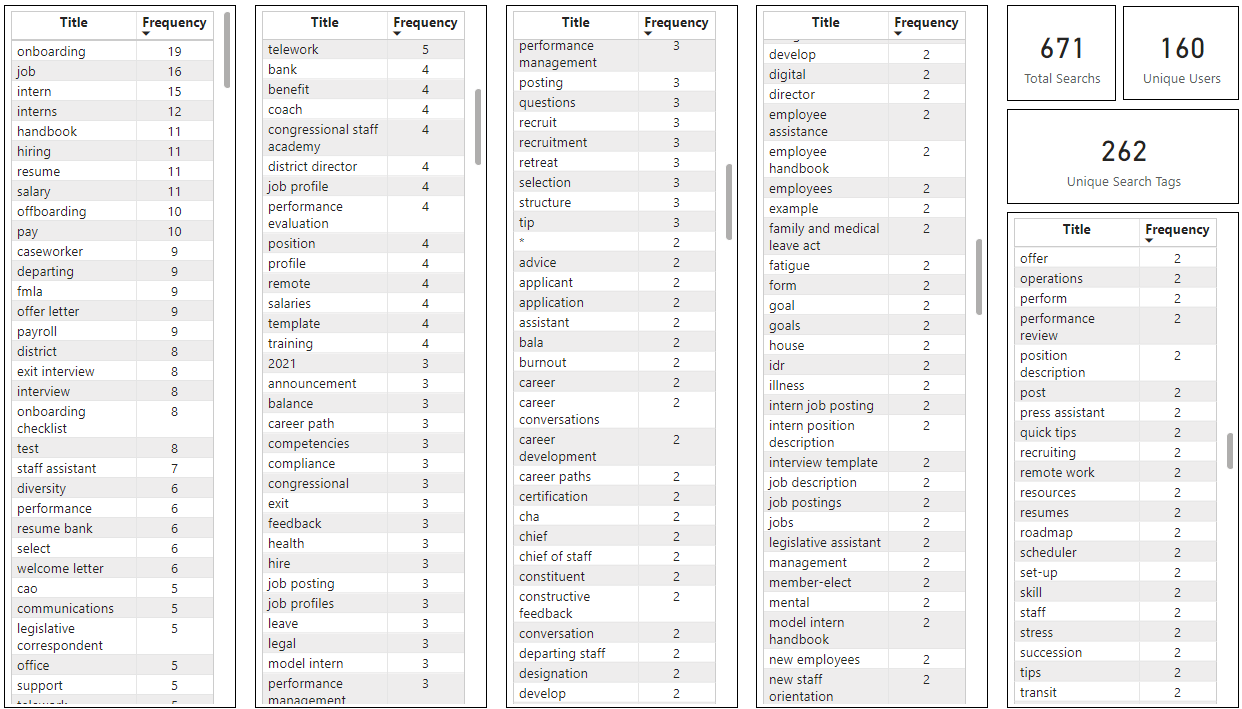 Title Frequency
onboarding 19
job 16
intern 15
interns 12
handbook 11
hiring 11
resume 11
salary 11
offboarding 10
pay 10
caseworker 9
departing 9
fmla 9
offer letter 9
payroll 9
district 8
exit interview 8
interview 8
onboarding 8
checklist
test 8
staff assistant 7
diversity 6
performance 6
resume bank 6
select 6
welcome letter 6
cao 5
communications 5
legislative 5
correspondent
office 5
support 5
telework 5
Title Frequency
telework 5
bank 4
benefit 4
coach 4
congressional staff 4
academy
district director 4
job profile 4
performance 4
evaluation
position 4
profile 4
remote 4
salaries 4
template 4
training 4
2021 3
announcement 3
balance 3
career path 3
competencies 3
compliance 3
congressional 3
exit 3
feedback 3
health 3
hire 3
job posting 3
job profiles 3
leave 3
legal 3
model intern 3
performance 3
management
Title Frequency
performance 3
management
posting 3
questions 3
recruit 3
recruitment 3
retreat 3
selection 3
structure 3
tip 3
* 2
advice 2
applicant 2
application 2
assistant 2
bala 2
burnout 2
career 2
career 2
conversations
career 2
development
career paths 2
certification 2
cha 2
chief 2
chief of staff 2
constituent 2
constructive 2
feedback
conversation 2
departing staff 2
designation 2
develop 2
Title Frequency
develop 2
digital 2
director 2
employee 2
assistance
employee 2
handbook
employees 2
example 2
family and medical 2
leave act
fatigue 2
form 2
goal 2
goals 2
house 2
idr 2
illness 2
intern job posting 2
intern position 2
description
interview template 2
job description 2
job postings 2
jobs 2
legislative assistant 2
management 2
member-elect 2
mental 2
model intern 2
handbook
new employees 2
new staff 2
orientation
671
Total Searchs
160
Unique Users
262
Unique Search Tags
Title Frequency
offer 2
operations 2
perform 2
performance 2
review
position 2
description
post 2
press assistant 2
quick tips 2
recruiting 2
remote work 2
resources 2
resumes 2
roadmap 2
scheduler 2
set-up 2
skill 2
staff 2
stress 2
succession 2
tips 2
transit 2